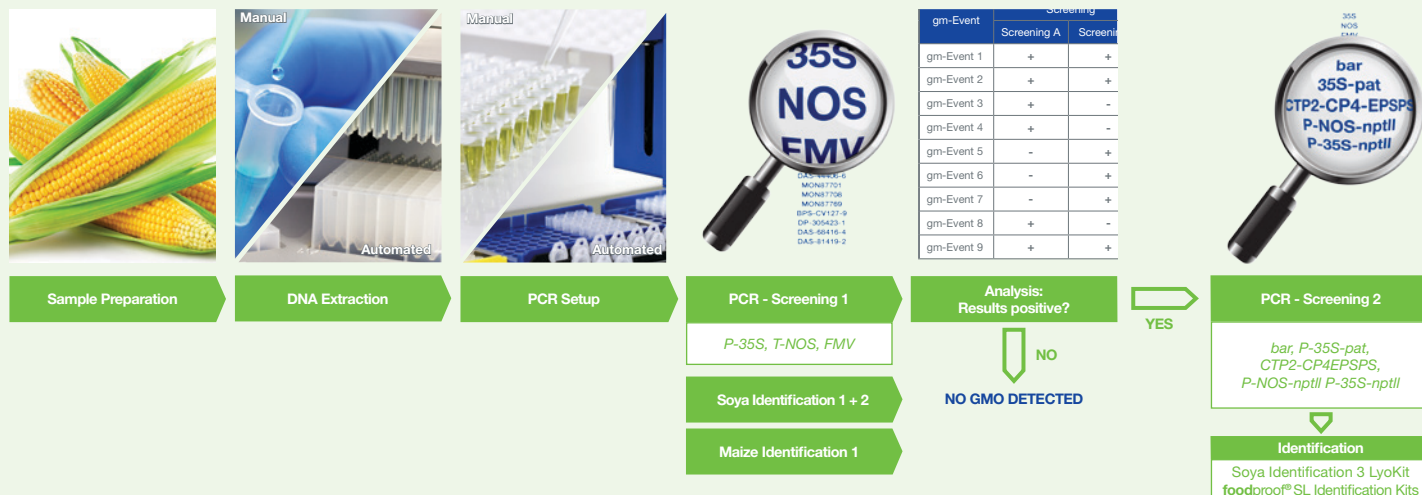 Manual
Automated
Manual
Automated
35S
NOS
FMV
DAS-44406-6
MON87701
MON87708
MON87769
BPS-CV127-9
DP-305423-1
DAS-68416-4
DAS-81419-2
gm-Event
Screening
Screening A
gm-Event 1 + +
gm-Event 2 + +
gm-Event 3 + -
gm-Event 4 + -
gm-Event 5 - +
gm-Event 6 - +
gm-Event 7 - +
gm-Event 8 + -
gm-Event 9 + +
35S
NOS
FMV
bar
35S-pat
CTP2-CP4-EPSPS
P-NOS-nptII
P-35S-nptII
Sample Preparation
DNA Extraction
PCR Setup
PCR - Screening 1
P-35S, T-NOS, FMV
Soya Identification 1 + 2
Maize Identification 1
Analysis:
Results positive?
NO
NO GMO DETECTED
YES
PCR - Screening 2
bar, P-35S-pat,
CTP2-CP4EPSPS,
P-NOS-nptII P-35S-nptII
Identification
Soya Identification 3 LyoKit
foodproof® SL Identification Kits